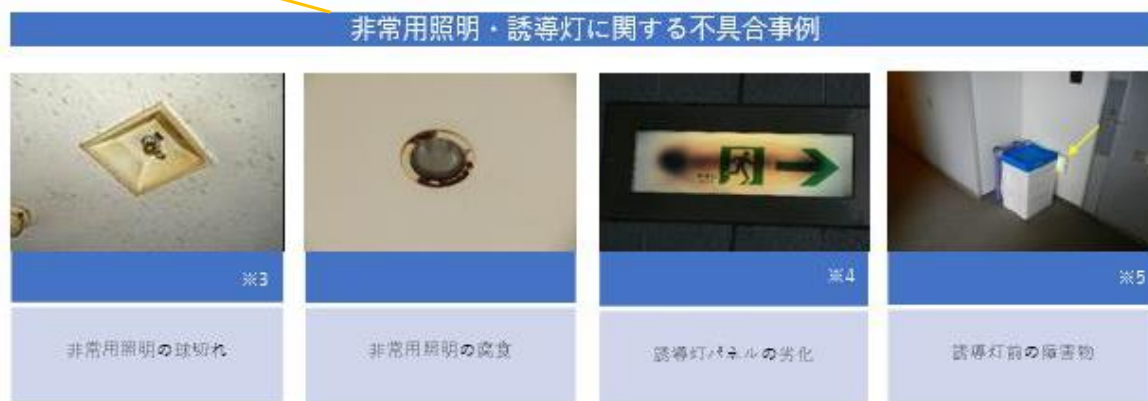 非常用照明・誘導灯に関する不具合事例
※3
※4
※5
非常用照明の球切れ
非常用照明の腐食
誘導灯パネルの劣化
誘導灯前の障害物